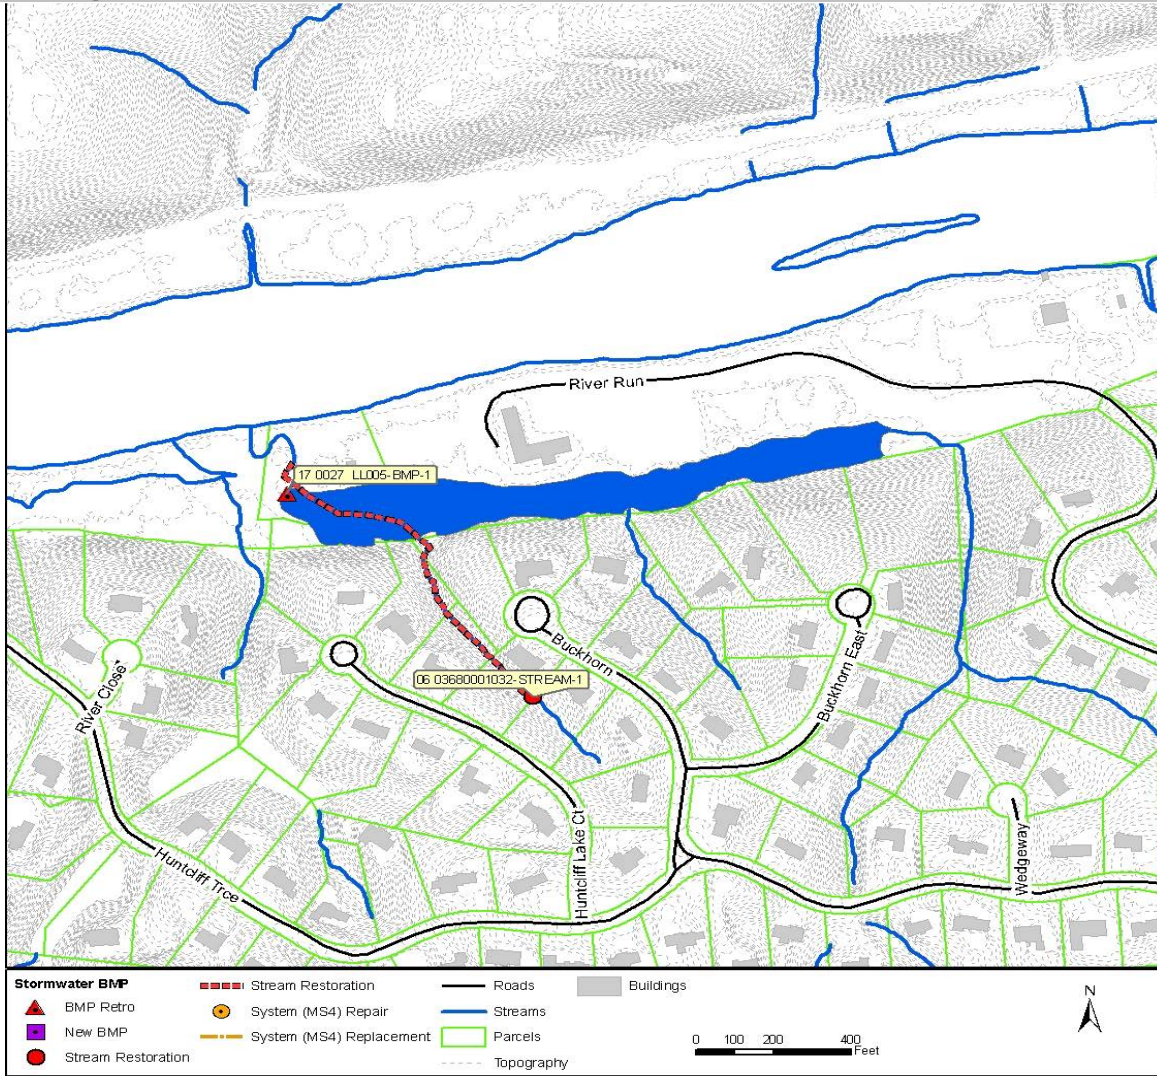 River Run
17 0027 LL005-BMP-1
Buckhorn
06 03680001032-STREAM-1
Buckhorn East
River Close
Huntcliff Trce
Huntcliff Lake Ct
Wedgeway
Stormwater BMP
BMP Retro
New BMP
Stream Restoration
Stream Restoration
System (MS4) Repair
System (MS4) Replacement
Roads
Streams
Parcels
Topography
Buildings
0 100 200 400
Feet
N